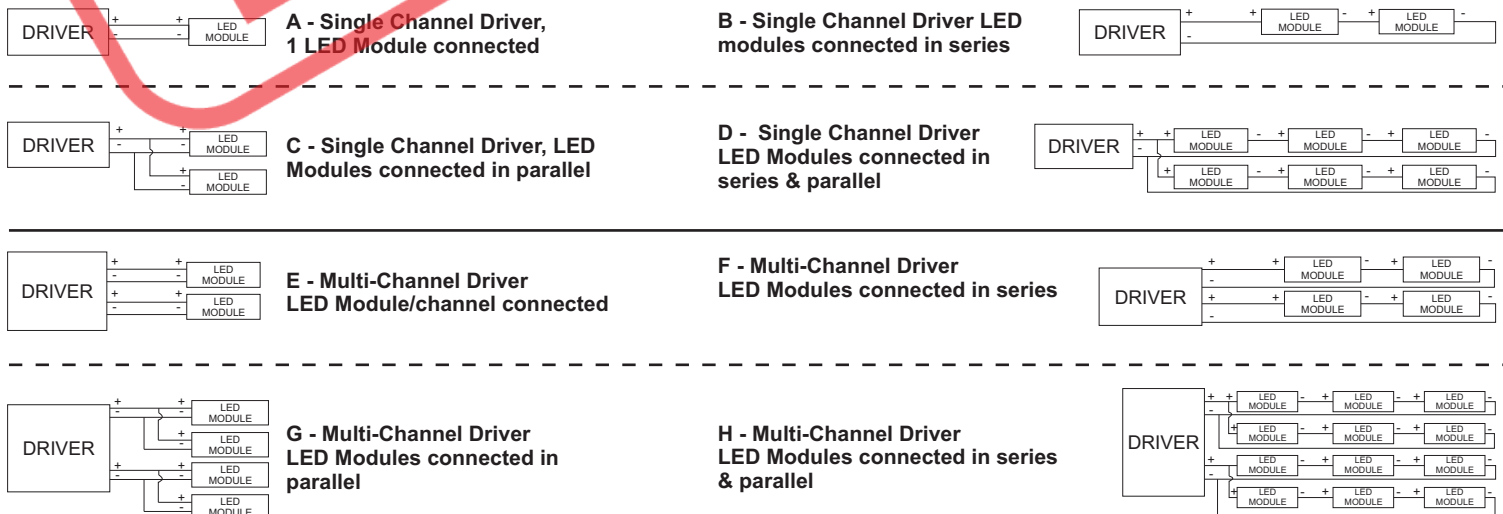 DRIVER + - + - LED MODULE
A - Single Channel Driver,
1 LED Module connected
B - Single Channel Driver LED
modules connected in series
DRIVER + - + LED MODULE - + LED MODULE -
DRIVER + - + - LED MODULE
+ - LED MODULE
C - Single Channel Driver, LED
Modules connected in parallel
D - Single Channel Driver
LED Modules connected in
series & parallel
DRIVER + - + LED MODULE - + LED MODULE - + LED MODULE -
+ LED MODULE - + LED MODULE - + LED MODULE -
DRIVER + - + - LED MODULE
+ - + - LED MODULE
E - Multi-Channel Driver
LED Module/channel connected
F - Multi-Channel Driver
LED Modules connected in series
DRIVER + - + LED MODULE - + LED MODULE -
+ - + LED MODULE - + LED MODULE -
DRIVER + - + - LED MODULE
+ - LED MODULE
+ - + - LED MODULE
+ - LED MODULE
G - Multi-Channel Driver
LED Modules connected in
parallel
H - Multi-Channel Driver
LED Modules connected in series
& parallel
DRIVER + - + LED MODULE - + LED MODULE - + LED MODULE -
+ LED MODULE - + LED MODULE - + LED MODULE -
+ - + LED MODULE - + LED MODULE - + LED MODULE -
+ LED MODULE - + LED MODULE - + LED MODULE -